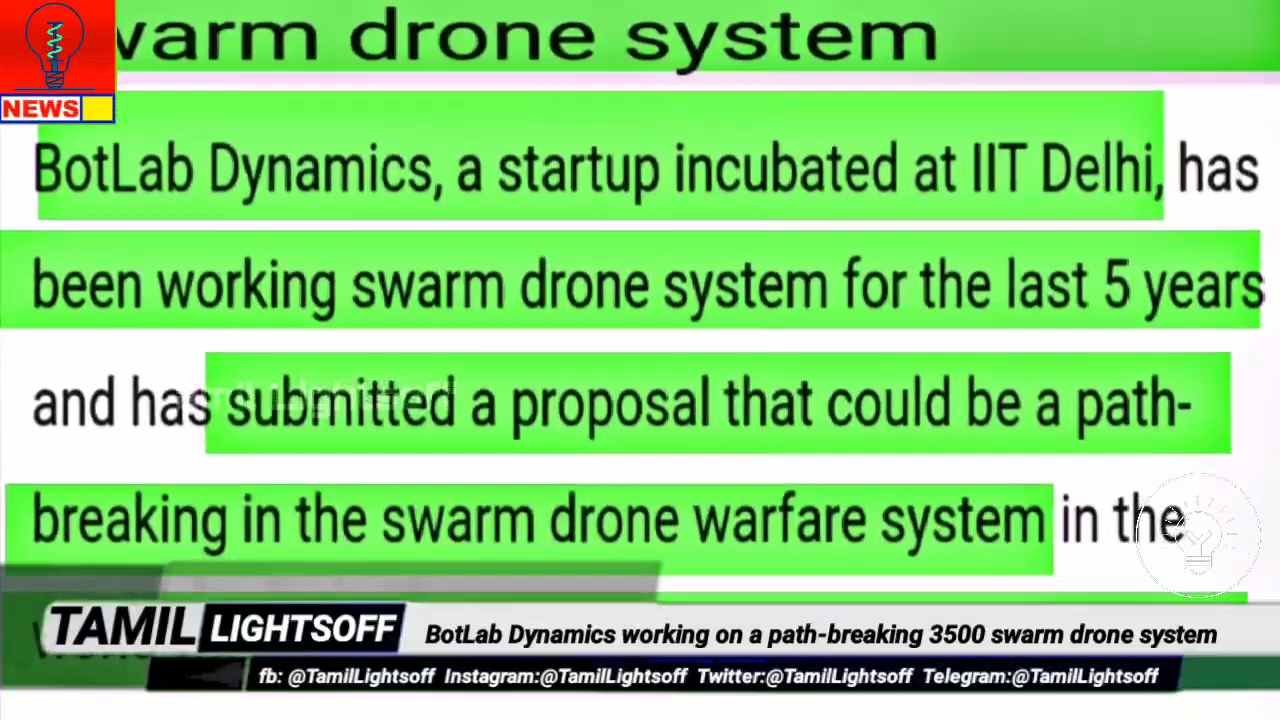 warm drone system
NEWS
BotLab Dynamics, a startup incubated at IIT Delhi, has
been working swarm drone system for the last 5 years
and has submitted a proposal that could be a path-
breaking in the swarm drone warfare system in the
TAMIL LIGHTSOFF
BotLab Dynamics working on a path-breaking 3500 swarm drone system
fb: @TamilLightsoff Instagram:@TamilLightsoff Twitter:@TamilLightsoff Telegram:@TamilLightsoff